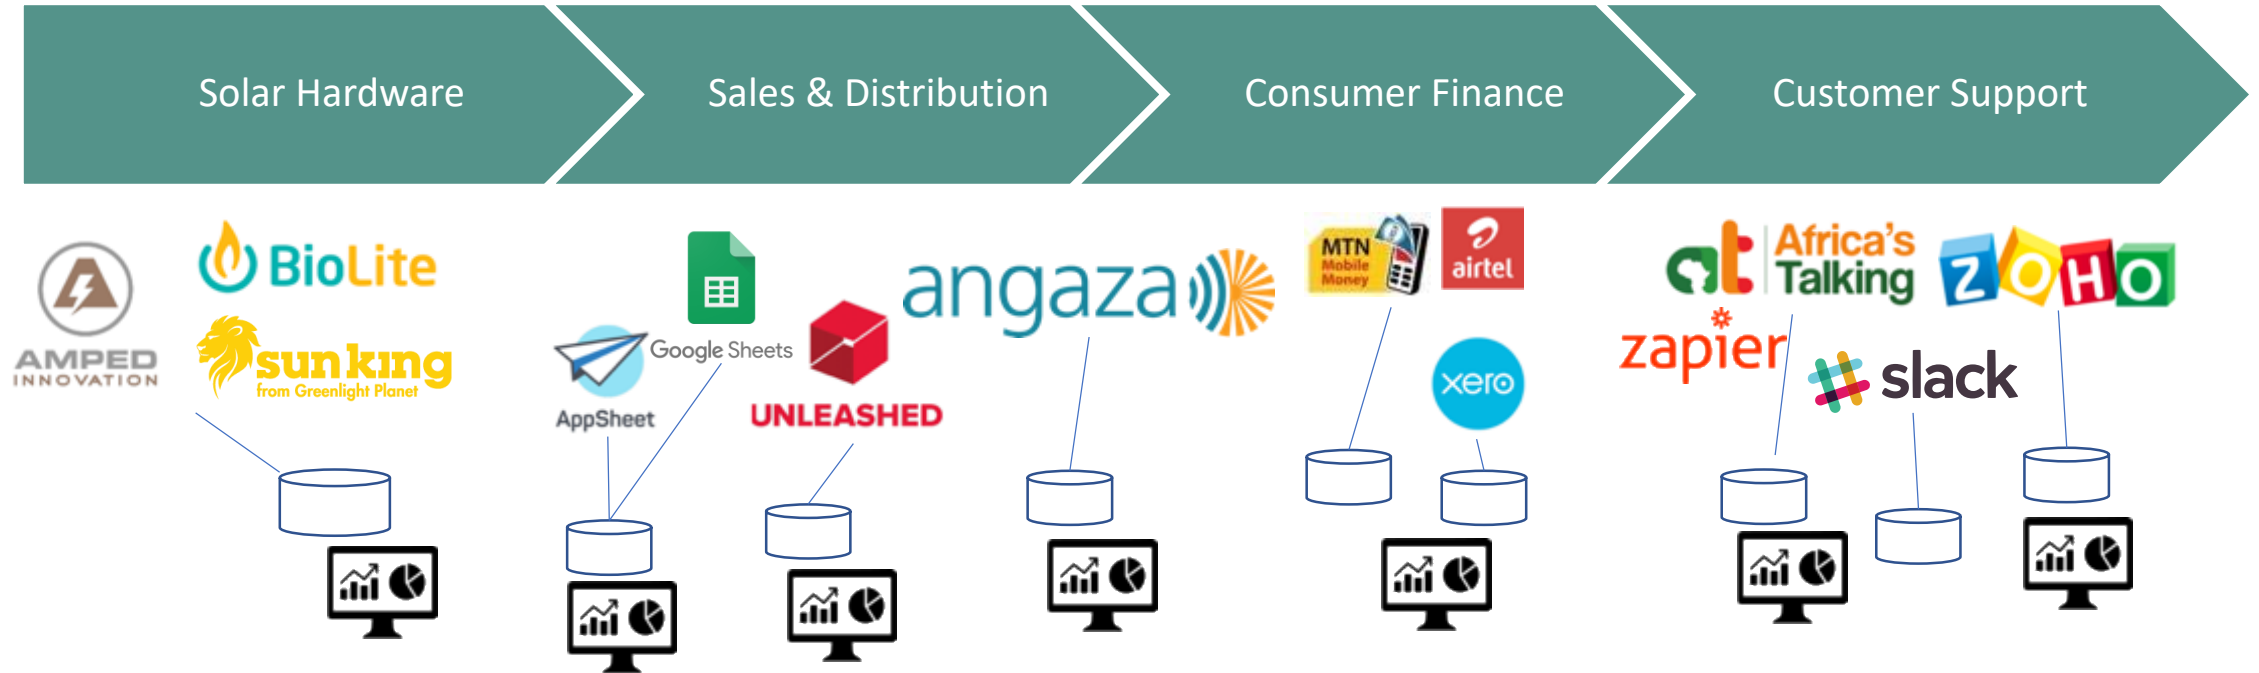 Solar Hardware
Sales & Distribution
Consumer Finance
Customer Support
AMPED
INNOVATION
BioLite
sun king
from Greenlight Planet
AppSheet
Google Sheets
UNLEASHED
angaza
MTN
Mobile
Money
airtel
xero
at
Africa's
Talking
zapier
slack
ZOHO